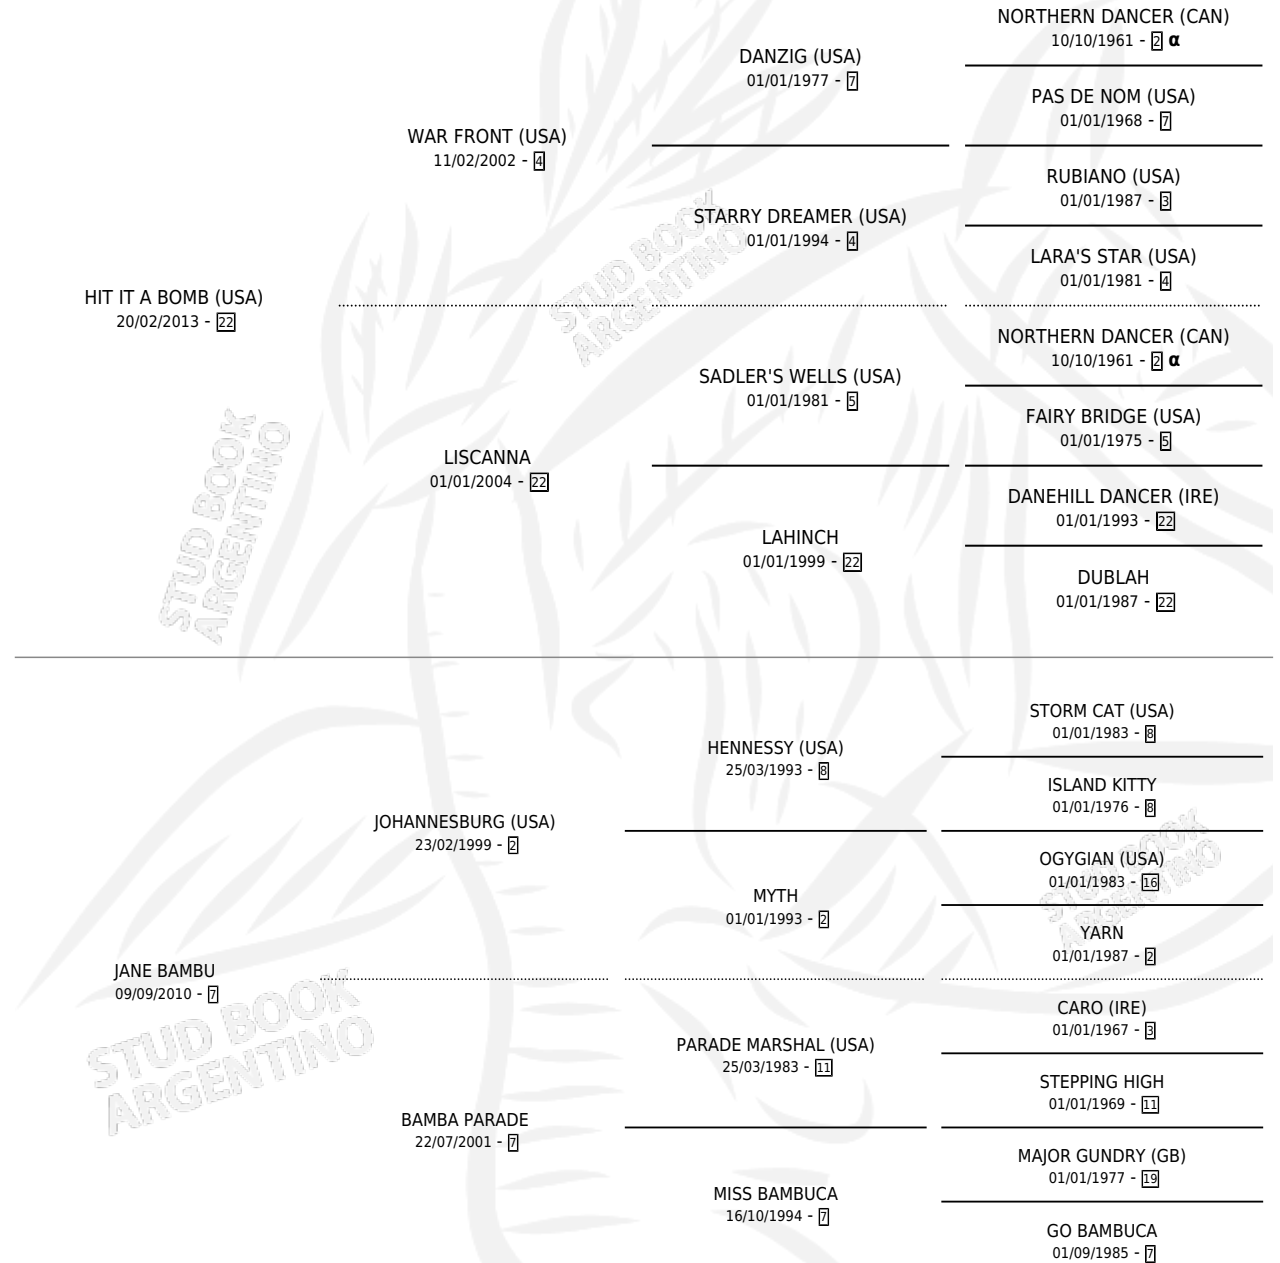 NORTHERN DANCER (CAN)
10/10/1961 - 2 α
DANZIG (USA)
01/01/1977 - 7
PAS DE NOM (USA)
01/01/1968 - 7
WAR FRONT (USA)
11/02/2002 - 4
RUBIANO (USA)
01/01/1987 - 3
STARRY DREAMER (USA)
01/01/1994 - 4
LARA'S STAR (USA)
01/01/1981 - 4
HIT IT A BOMB (USA)
20/02/2013 - 22
NORTHERN DANCER (CAN)
10/10/1961 - 2 α
SADLER'S WELLS (USA)
01/01/1981 - 5
FAIRY BRIDGE (USA)
01/01/1975 - 5
LISCANNA
01/01/2004 - 22
DANEHILL DANCER (IRE)
01/01/1993 - 22
LAHINCH
01/01/1999 - 22
DUBLAH
01/01/1987 - 22
STORM CAT (USA)
01/01/1983 - 8
HENNESSY (USA)
25/03/1993 - 8
ISLAND KITTY
01/01/1976 - 8
JOHANNESBURG (USA)
23/02/1999 - 2
OGYGIAN (USA)
01/01/1983 - 16
MYTH
01/01/1993 - 2
YARN
01/01/1987 - 2
JANE BAMBU
09/09/2010 - 7
CARO (IRE)
01/01/1967 - 3
PARADE MARSHAL (USA)
25/03/1983 - 11
STEPPING HIGH
01/01/1969 - 11
BAMBA PARADE
22/07/2001 - 7
MAJOR GUNDRY (GB)
01/01/1977 - 19
MISS BAMBUCA
16/10/1994 - 7
GO BAMBUCA
01/09/1985 - 7
STUD BOOK
ARGENTINO
STUD BOOK
ARGENTINO
STUD BOOK
ARGENTINO
STUD BOOK
ARGENTINO